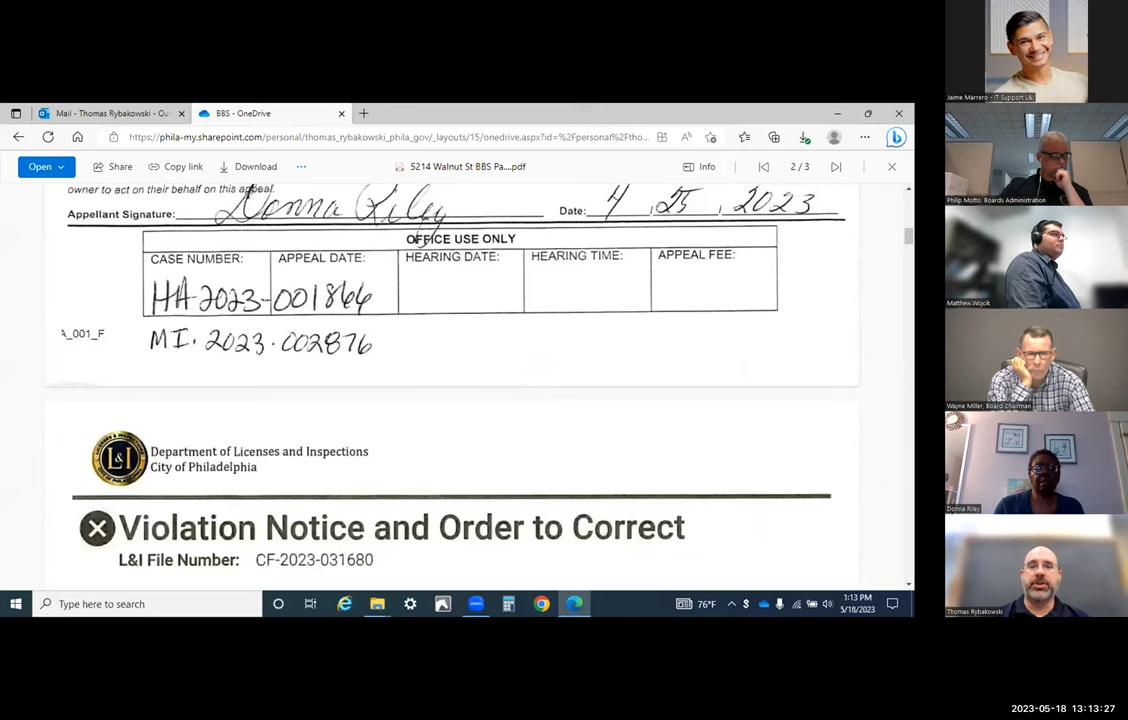 Mail - Thomas Rybakowski - Ou
BBS - OneDrive
https://phila-my.sharepoint.com/personal/thomas_rybakowski_phila_gov/_layouts/15/onedrive.aspx?id=%2Fpersonal%2Ftho...
Open
Share
Copy link
Download
...
5214 Walnut St BBS Pa....pdf
Info
2 / 3
owner to act on their behalf on this appeal.
Appellant Signature: Donna Riley Date: 4, 25, 2023
OFFICE USE ONLY
CASE NUMBER: APPEAL DATE: HEARING DATE: HEARING TIME: APPEAL FEE:
HA-2023-001864
A_001_F MI. 2023.002876
L&I
Department of Licenses and Inspections
City of Philadelphia
Violation Notice and Order to Correct
L&I File Number: CF-2023-031680
Type here to search
76°F
1:13 PM
5/18/2023
Jaime Marrero - IT Support L&I
Philip Motto, Boards Administration
Matthew.Wojcik
Wayne Miller, Board Chairman
Donna Riley
Thomas Rybakowski
2023-05-18 13:13:27